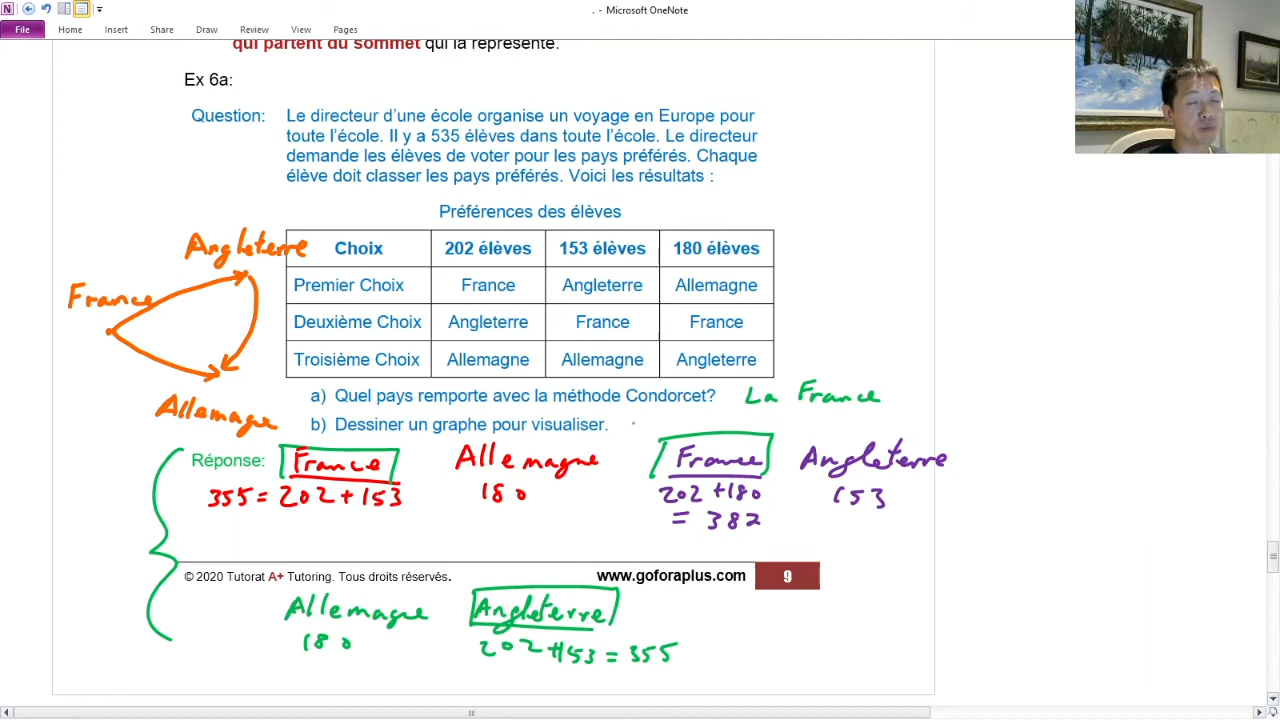 . - Microsoft OneNote
File Home Insert Share Draw Review View Pages
qui partent du sommet qui la représente.
Ex 6a:
Question: Le directeur d'une école organise un voyage en Europe pour
toute l'école. Il y a 535 élèves dans toute l'école. Le directeur
demande les élèves de voter pour les pays préférés. Chaque
élève doit classer les pays préférés. Voici les résultats :
Préférences des élèves
Angleterre
Choix 202 élèves 153 élèves 180 élèves
Premier Choix France Angleterre Allemagne
France
Deuxième Choix Angleterre France France
Troisième Choix Allemagne Allemagne Angleterre
a) Quel pays remporte avec la méthode Condorcet? La France
Allemagne
b) Dessiner un graphe pour visualiser.
Réponse: France Allemagne France Angleterre
355 = 202 + 153 180 202 + 180 153
= 382
© 2020 Tutorat A+ Tutoring. Tous droits réservés. www.goforaplus.com 9
Allemagne Angleterre
180 202 + 153 = 355